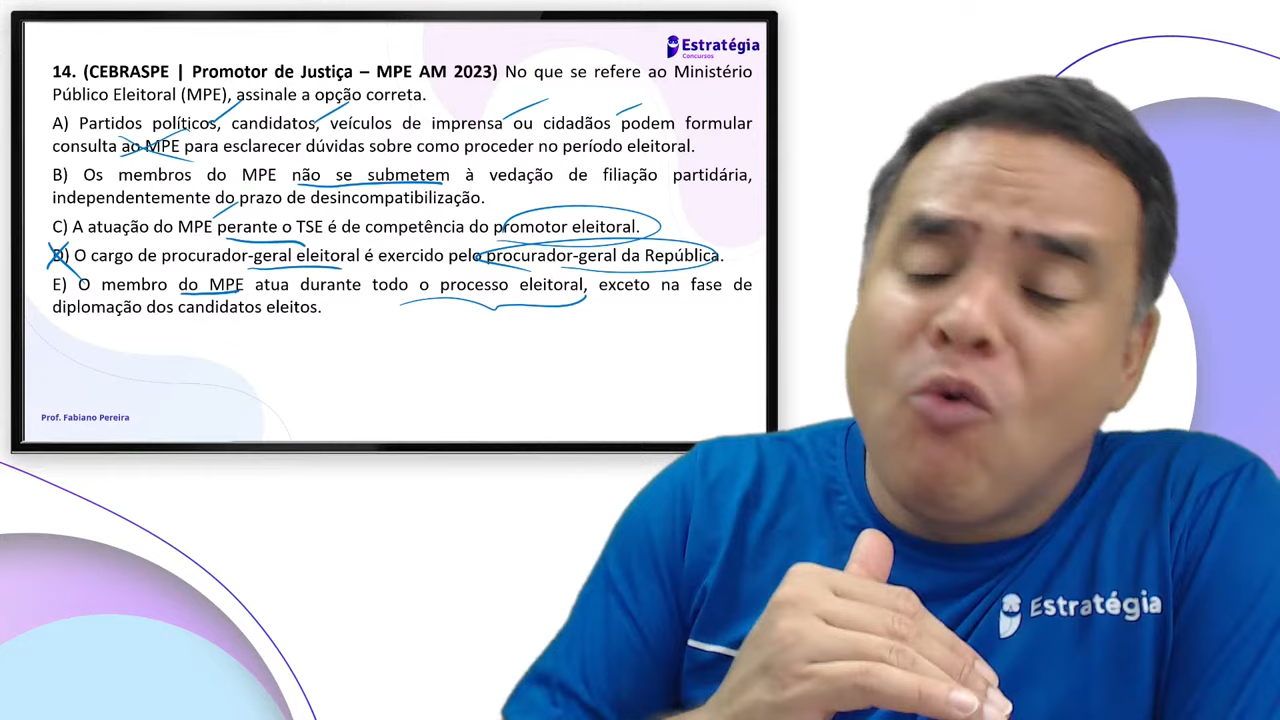 Estratégia
Concursos
14. (CEBRASPE | Promotor de Justiça – MPE AM 2023) No que se refere ao Ministério
Público Eleitoral (MPE), assinale a opção correta.
A) Partidos políticos, candidatos, veículos de imprensa ou cidadãos podem formular
consulta ao MPE para esclarecer dúvidas sobre como proceder no período eleitoral.
B) Os membros do MPE não se submetem à vedação de filiação partidária,
independentemente do prazo de desincompatibilização.
C) A atuação do MPE perante o TSE é de competência do promotor eleitoral.
D) O cargo de procurador-geral eleitoral é exercido pelo procurador-geral da República.
E) O membro do MPE atua durante todo o processo eleitoral, exceto na fase de
diplomação dos candidatos eleitos.
Prof. Fabiano Pereira
Estratégia